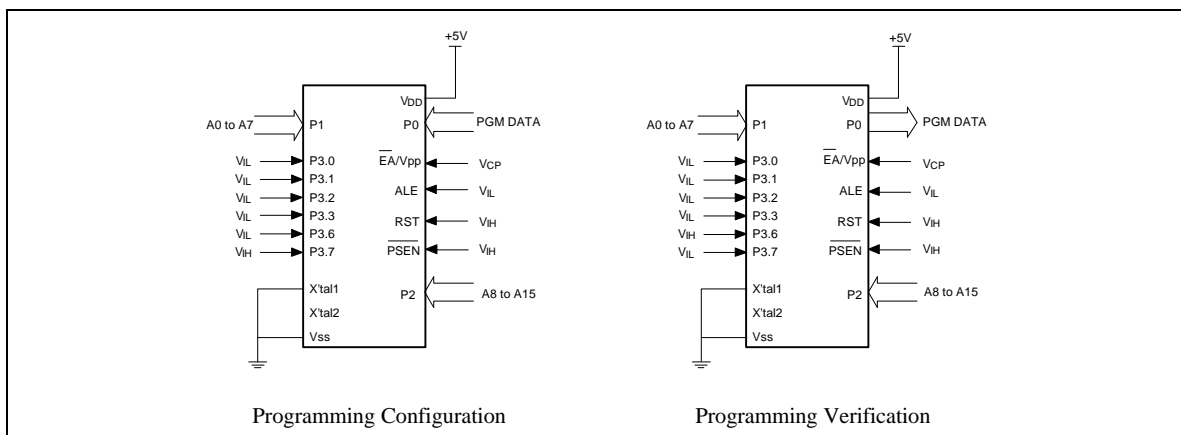 +5V
VDD
A0 to A7 P1 P0 PGM DATA
VIL P3.0 EA/Vpp VCP
VIL P3.1
VIL P3.2 ALE VIL
VIL P3.3 RST VIH
VIL P3.6
VIH P3.7 PSEN VIH
X'tal1 P2 A8 to A15
X'tal2
Vss
Programming Configuration
+5V
VDD
A0 to A7 P1 P0 PGM DATA
VIL P3.0 EA/Vpp VCP
VIL P3.1
VIL P3.2 ALE VIL
VIL P3.3 RST VIH
VIH P3.6
VIL P3.7 PSEN VIH
X'tal1 P2 A8 to A15
X'tal2
Vss
Programming Verification